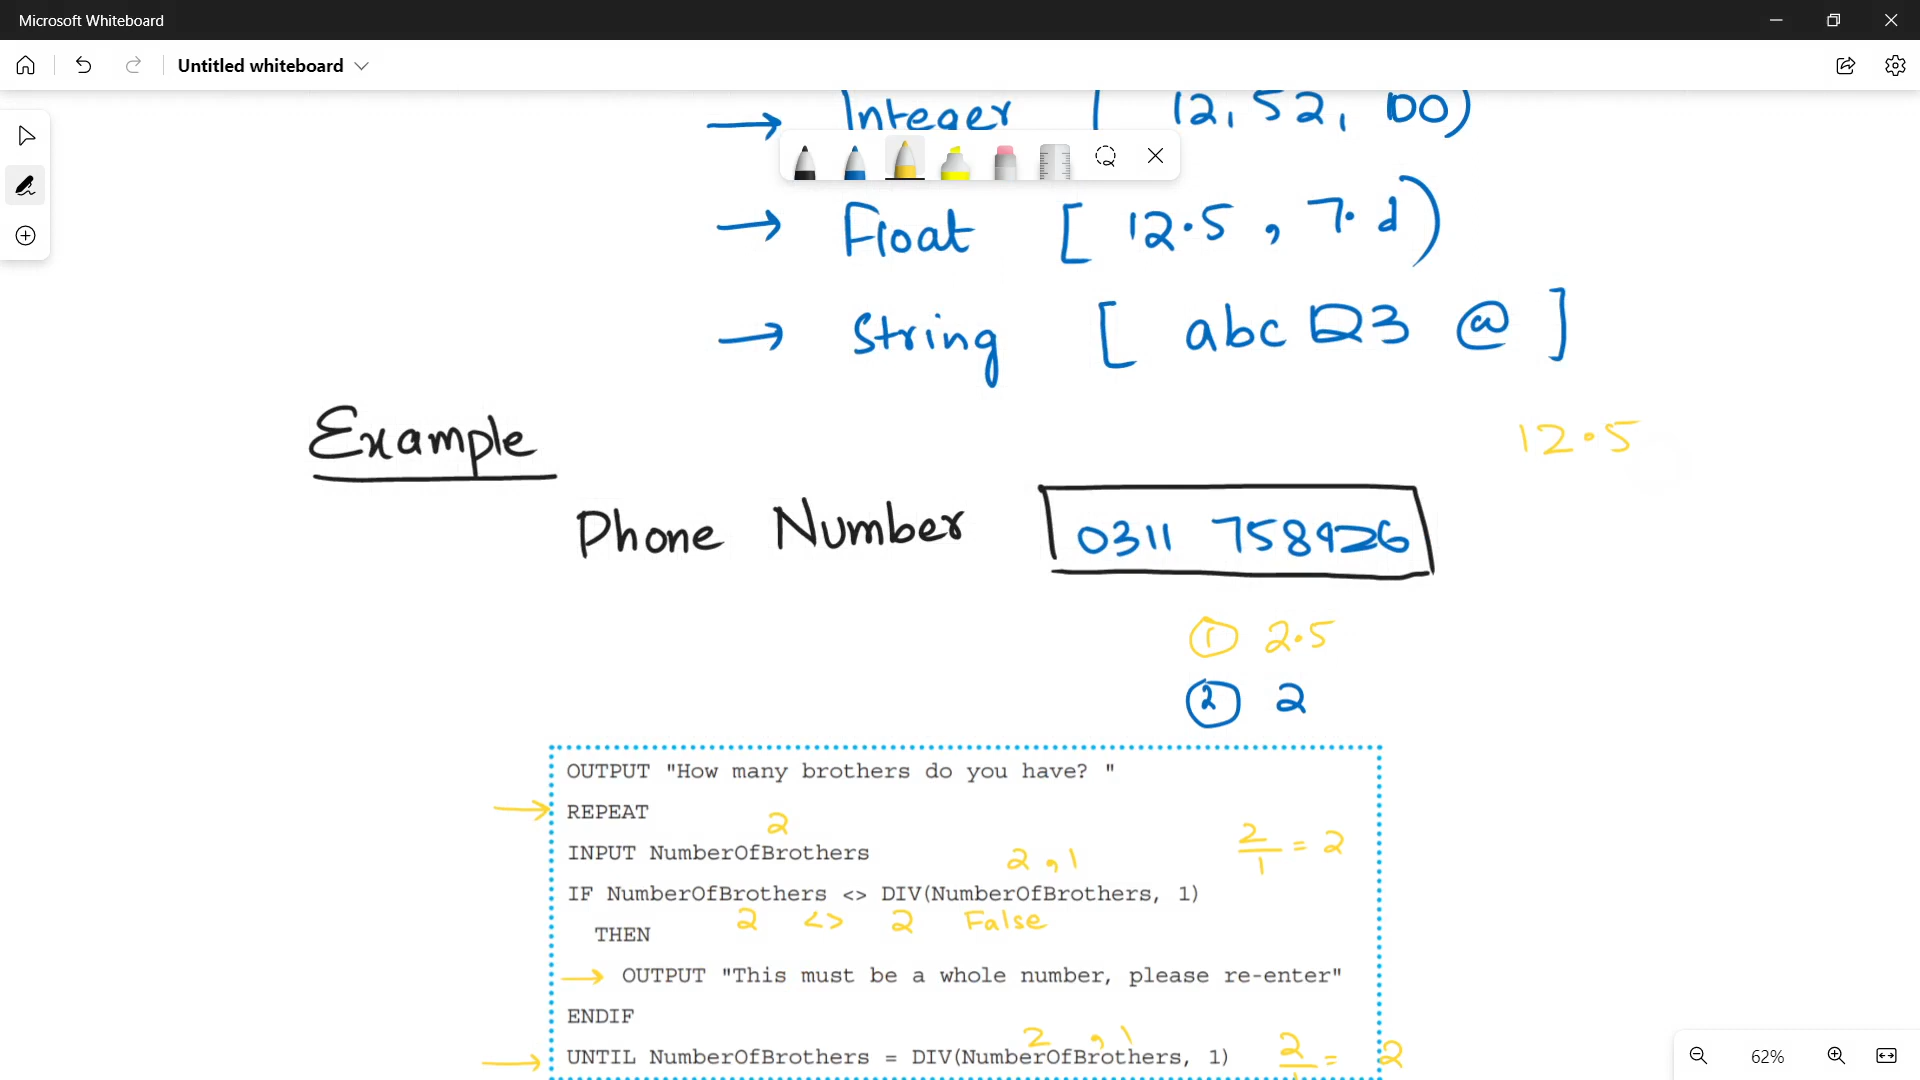 Microsoft Whiteboard
Untitled whiteboard
→ Integer [ 12, 52, 100)
→ Float [ 12.5 , 7.1)
→ String [ abc 123 @ ]
Example
12.5
Phone Number 0311 758926
① 2.5
② 2
OUTPUT "How many brothers do you have? "
→ REPEAT
2
INPUT NumberOfBrothers
2/1 = 2
2 , 1
IF NumberOfBrothers <> DIV(NumberOfBrothers, 1)
2 <> 2 False
THEN
→ OUTPUT "This must be a whole number, please re-enter"
ENDIF
2 , 1
→ UNTIL NumberOfBrothers = DIV(NumberOfBrothers, 1) 2/1 = 2
62%